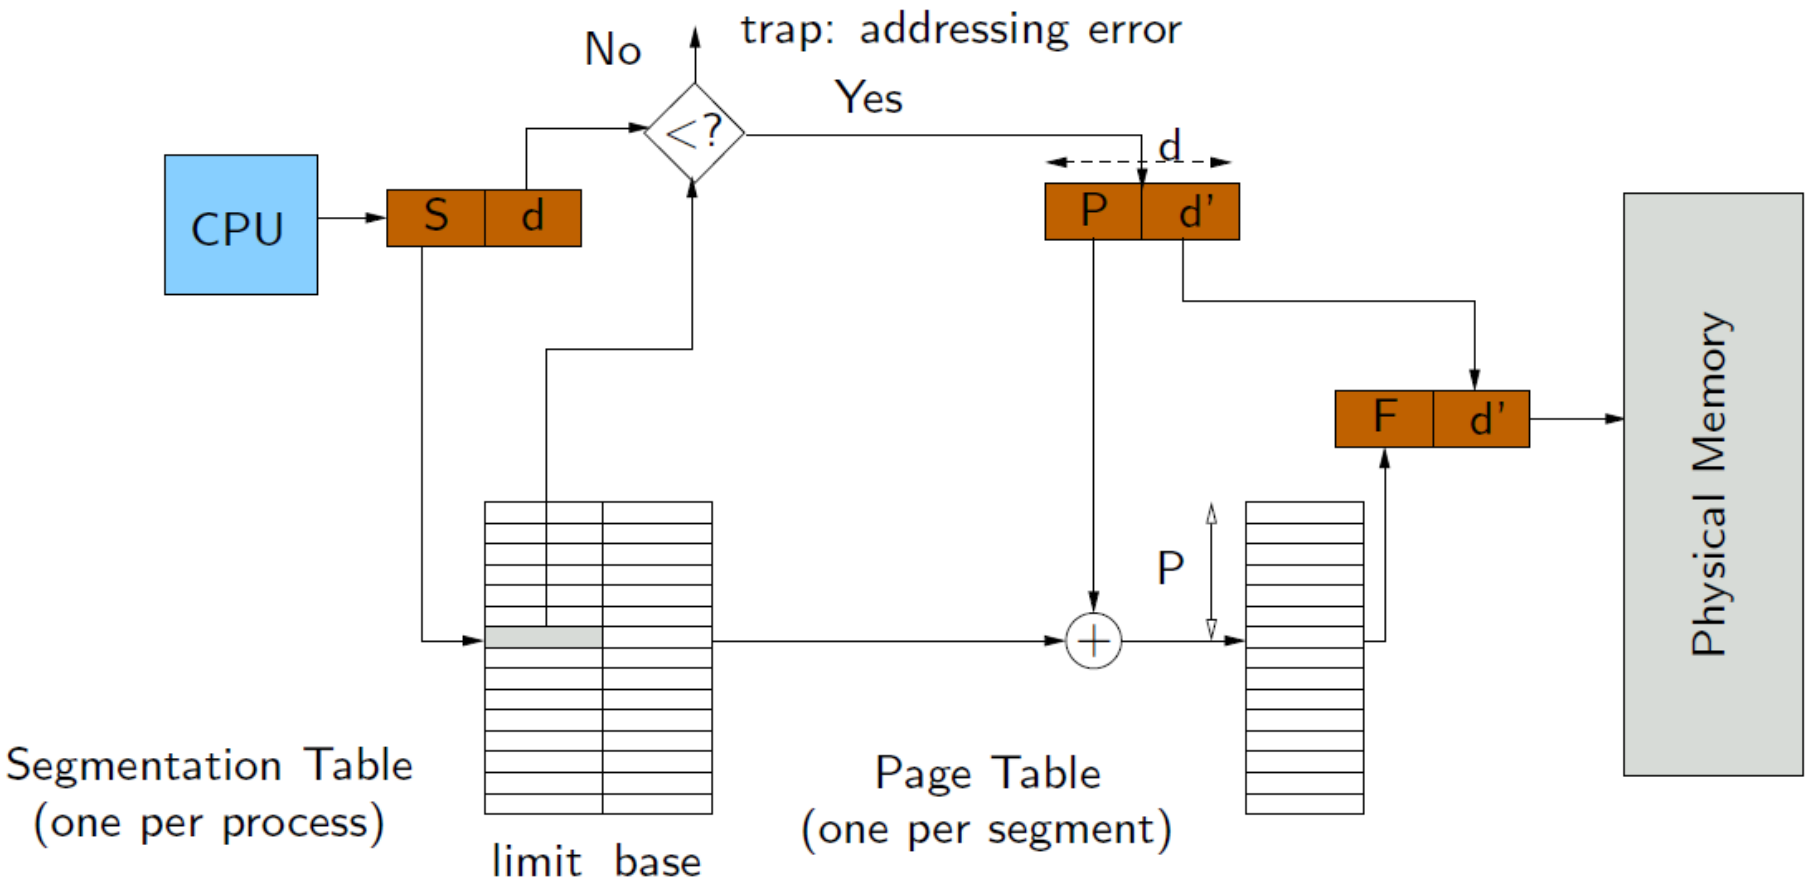 No
trap: addressing error
Yes
<?
d
CPU
S
d
P
d'
F
d'
Physical Memory
P
+
Segmentation Table
(one per process)
Page Table
(one per segment)
limit base